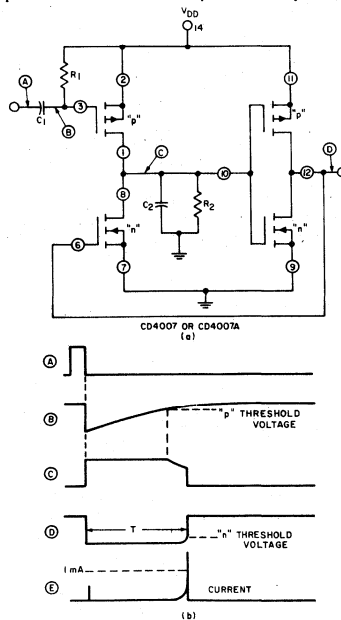 VDD
14
A
R1
2
11
3
"p"
"p"
C1
B
1
C
D
8
10
12
"n"
C2
R2
"n"
6
7
9
CD4007 OR CD4007A
(a)
A
B
"p" THRESHOLD
VOLTAGE
C
D
T
"n" THRESHOLD
VOLTAGE
1 mA
E
CURRENT
(b)